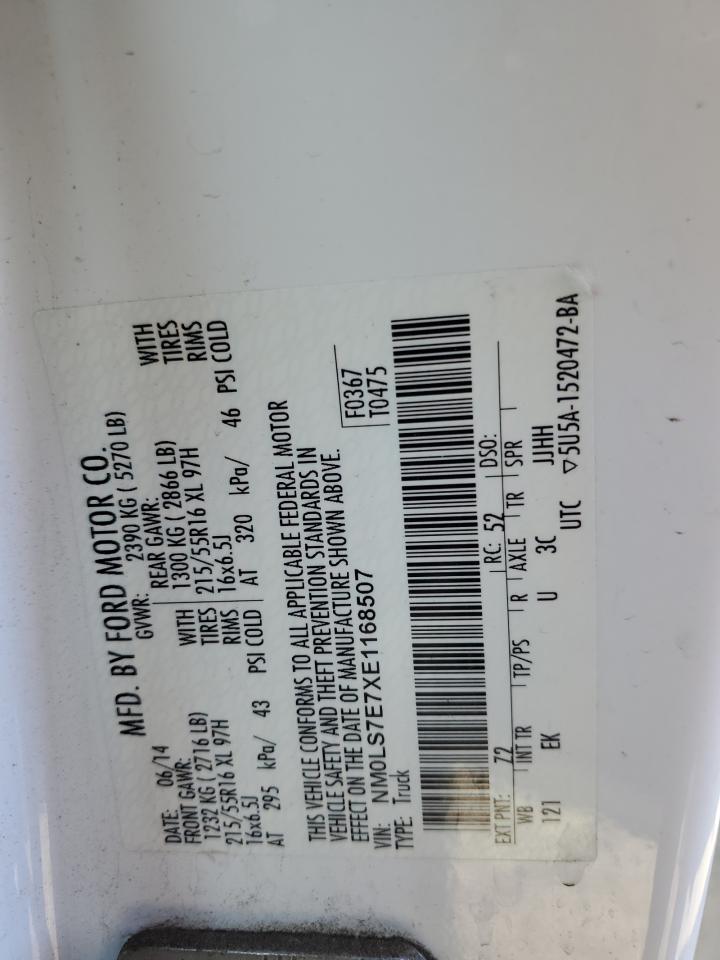 MFD. BY FORD MOTOR CO.
DATE: 06/14 GVWR: 2390 KG ( 5270 LB)
FRONT GAWR: REAR GAWR:
1232 KG ( 2716 LB) WITH 1300 KG ( 2866 LB) WITH
215/55R16 XL 97H TIRES 215/55R16 XL 97H TIRES
16x6.5J RIMS 16x6.5J RIMS
AT 295 kPa/ 43 PSI COLD AT 320 kPa/ 46 PSI COLD
THIS VEHICLE CONFORMS TO ALL APPLICABLE FEDERAL MOTOR
VEHICLE SAFETY AND THEFT PREVENTION STANDARDS IN
EFFECT ON THE DATE OF MANUFACTURE SHOWN ABOVE.
VIN: NM0LS7E7XE1168507 F0367
TYPE: Truck T0475
EXT PNT: Z2 RC: 52 DSO:
WB INT TR TP/PS R AXLE TR SPR
121 EK U 3C JJHH
UTC ▽5U5A-1520472-BA